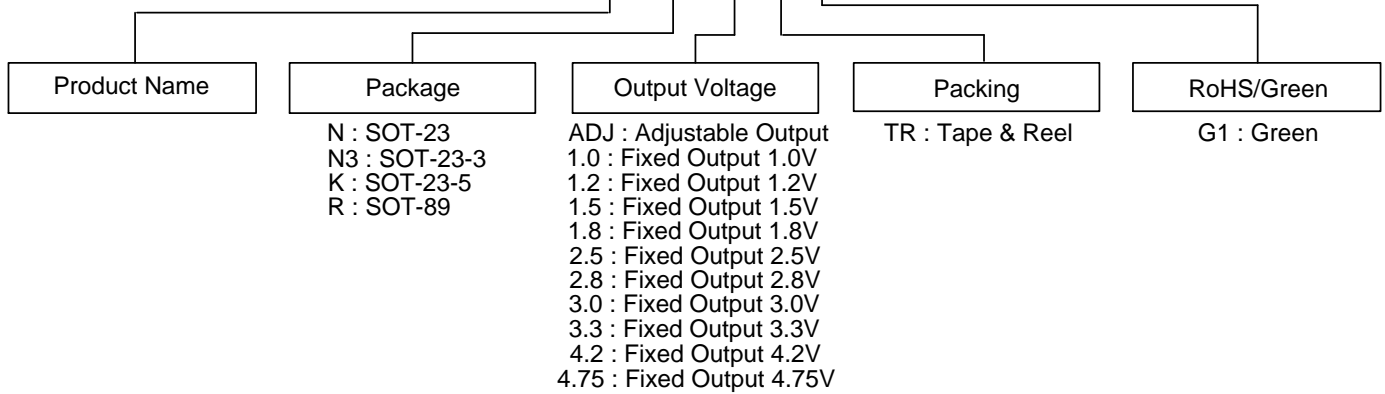 Product Name
Package
Output Voltage
Packing
RoHS/Green
N : SOT-23
N3 : SOT-23-3
K : SOT-23-5
R : SOT-89
ADJ : Adjustable Output
1.0 : Fixed Output 1.0V
1.2 : Fixed Output 1.2V
1.5 : Fixed Output 1.5V
1.8 : Fixed Output 1.8V
2.5 : Fixed Output 2.5V
2.8 : Fixed Output 2.8V
3.0 : Fixed Output 3.0V
3.3 : Fixed Output 3.3V
4.2 : Fixed Output 4.2V
4.75 : Fixed Output 4.75V
TR : Tape & Reel
G1 : Green